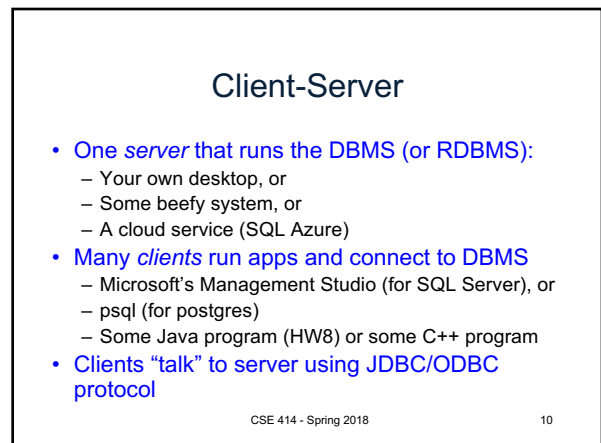 Client-Server
• One server that runs the DBMS (or RDBMS):
– Your own desktop, or
– Some beefy system, or
– A cloud service (SQL Azure)
• Many clients run apps and connect to DBMS
– Microsoft’s Management Studio (for SQL Server), or
– psql (for postgres)
– Some Java program (HW8) or some C++ program
• Clients “talk” to server using JDBC/ODBC
protocol
CSE 414 - Spring 2018
10